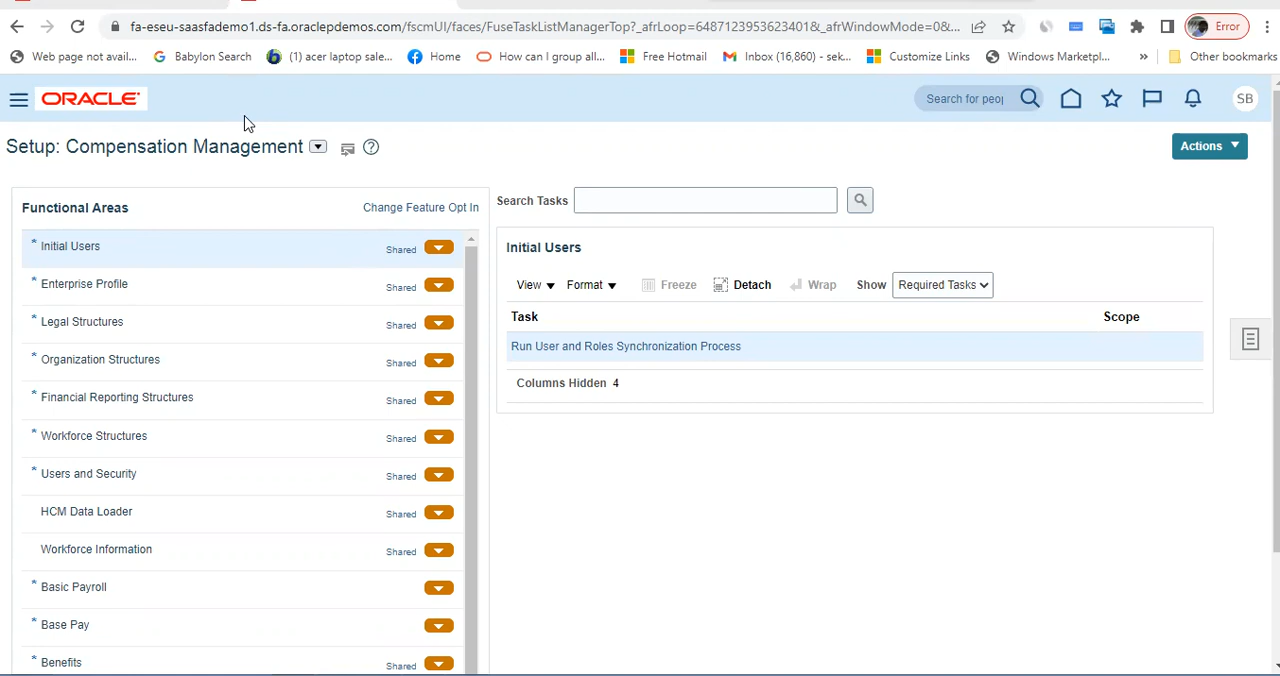 fa-eseu-saasfademo1.ds-fa.oraclepdemos.com/fscmUI/faces/FuseTaskListManagerTop?_afrLoop=64871239536234018&_afrWindowMode=0&... Error
Web page not avai... Babylon Search (1) acer laptop sale... Home How can I group all... Free Hotmail Inbox (16,860) - sek... Customize Links Windows Marketpl... » Other bookmarks
ORACLE Search for peop SB
Setup: Compensation Management Actions
Functional Areas Change Feature Opt In
Search Tasks
* Initial Users Shared
* Enterprise Profile Shared
* Legal Structures Shared
* Organization Structures Shared
* Financial Reporting Structures Shared
* Workforce Structures Shared
* Users and Security Shared
HCM Data Loader Shared
Workforce Information Shared
* Basic Payroll
* Base Pay
* Benefits Shared
Initial Users
View Format Freeze Detach Wrap Show Required Tasks
Task Scope
Run User and Roles Synchronization Process
Columns Hidden 4